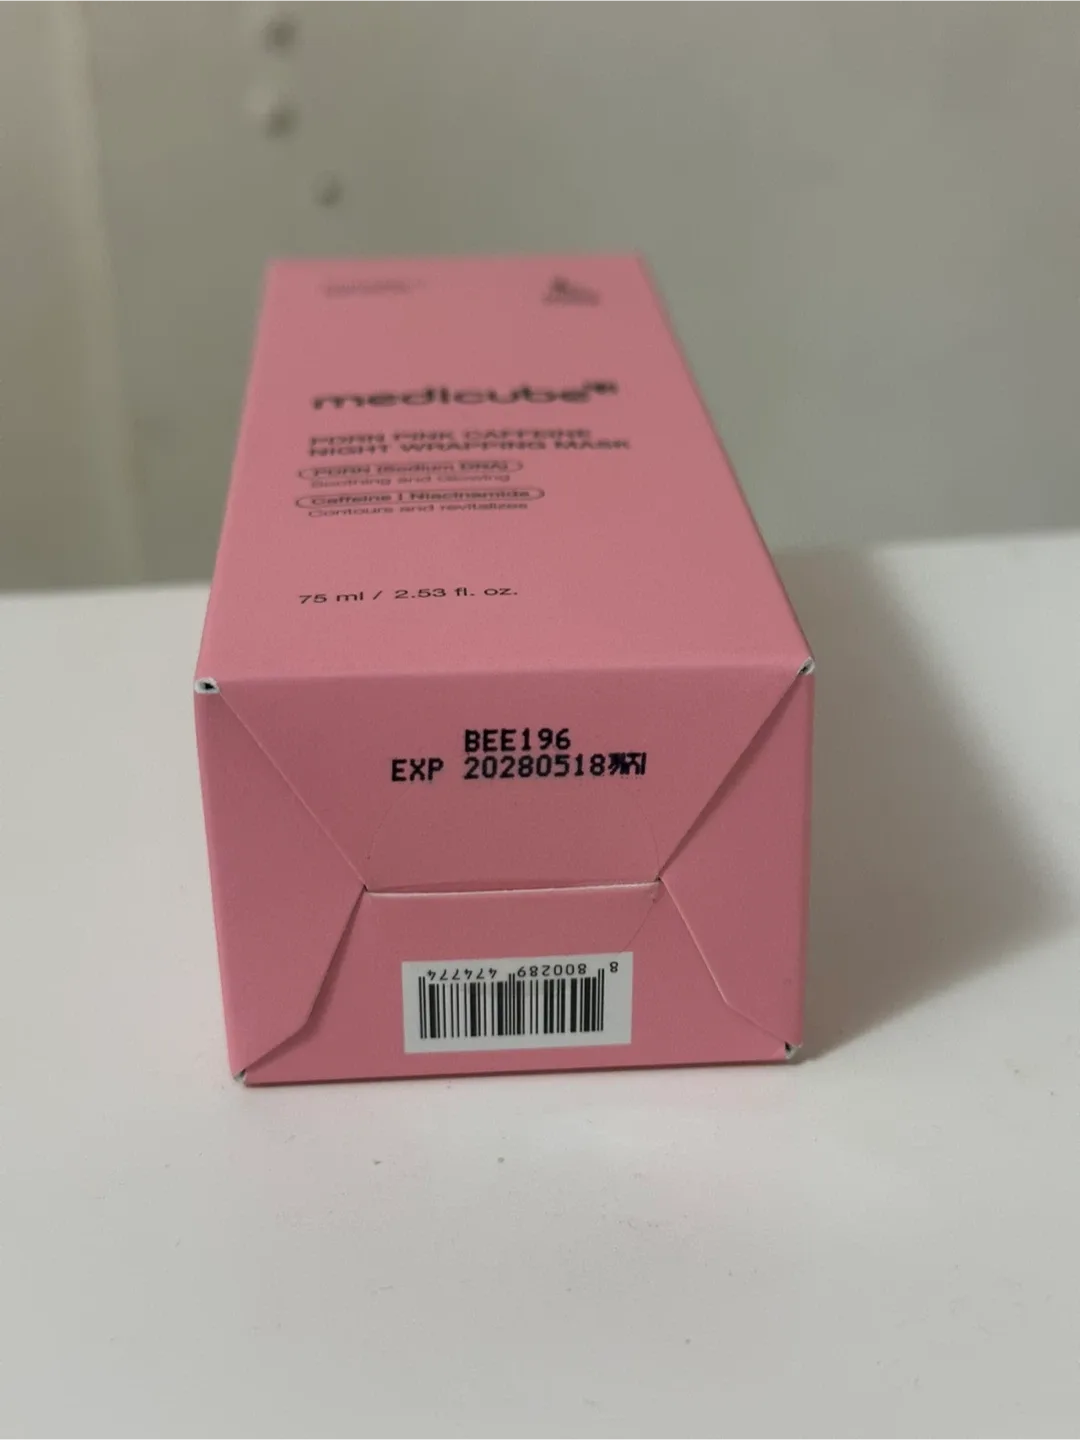 medicube
PDRN PINK CAFFEINE
NIGHT WRAPPING MASK
PDRN (Sodium DNA)
Soothing and Glowing
Caffeine | Niacinamide
Contours and revitalizes
75 ml / 2.53 fl. oz.
BEE196
EXP 20280518까지
8 800289 474774